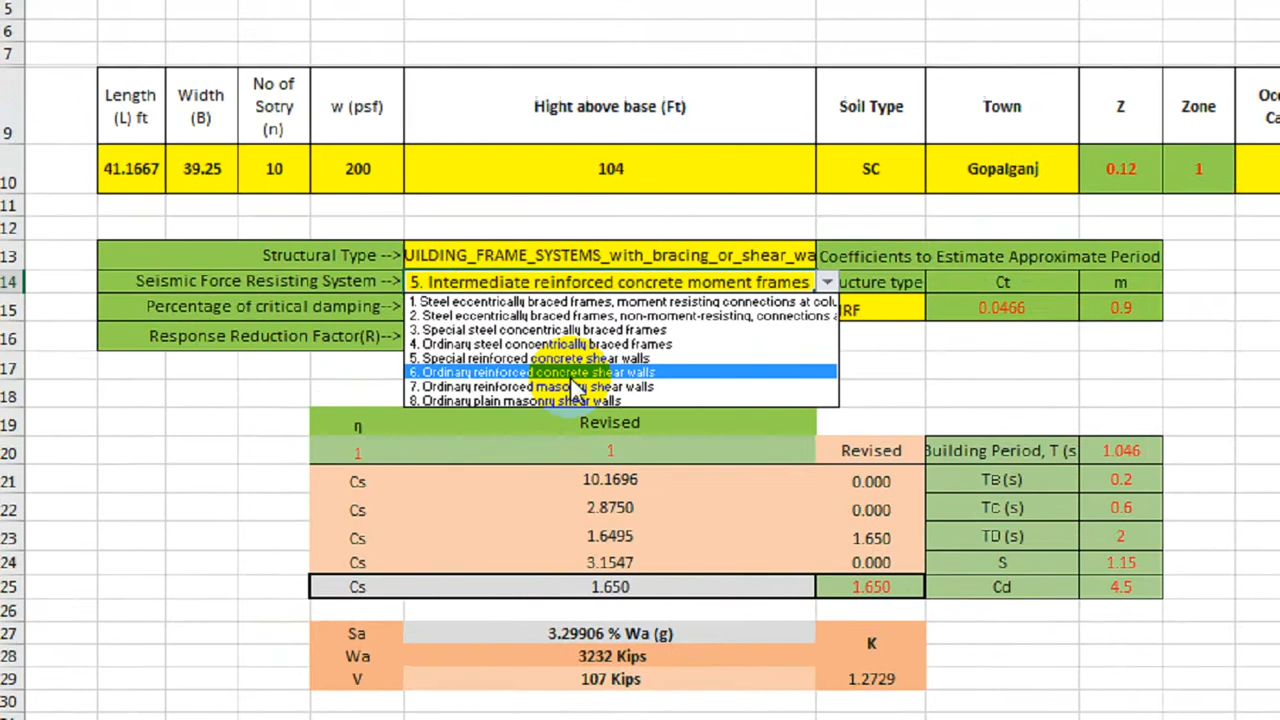 5
6
7
Length (L) ft
Width (B)
No of Sotry (n)
w (psf)
Hight above base (Ft)
Soil Type
Town
Z
Zone
9
41.1667
39.25
10
200
104
SC
Gopalganj
0.12
1
10
11
12
13
Structural Type -->
UILDING_FRAME_SYSTEMS_with_bracing_or_shear_wa
Coefficients to Estimate Approximate Period
14
Seismic Force Resisting System -->
5. Intermediate reinforced concrete moment frames
ucture type
Ct
m
15
Percentage of critical damping-->
1. Steel eccentrically braced frames, moment resisting connections at colu
RF
0.0466
0.9
2. Steel eccentrically braced frames, non-moment-resisting, connections a
3. Special steel concentrically braced frames
16
Response Reduction Factor(R)-->
4. Ordinary steel concentrically braced frames
5. Special reinforced concrete shear walls
17
6. Ordinary reinforced concrete shear walls
7. Ordinary reinforced masonry shear walls
18
8. Ordinary plain masonry shear walls
19
η
Revised
20
1
1
Revised
Building Period, T (s
1.046
21
Cs
10.1696
0.000
TB (s)
0.2
22
Cs
2.8750
0.000
TC (s)
0.6
23
Cs
1.6495
1.650
TD (s)
2
24
Cs
3.1547
0.000
S
1.15
25
Cs
1.650
1.650
Cd
4.5
26
27
Sa
3.29906 % Wa (g)
K
28
Wa
3232 Kips
29
V
107 Kips
1.2729
30